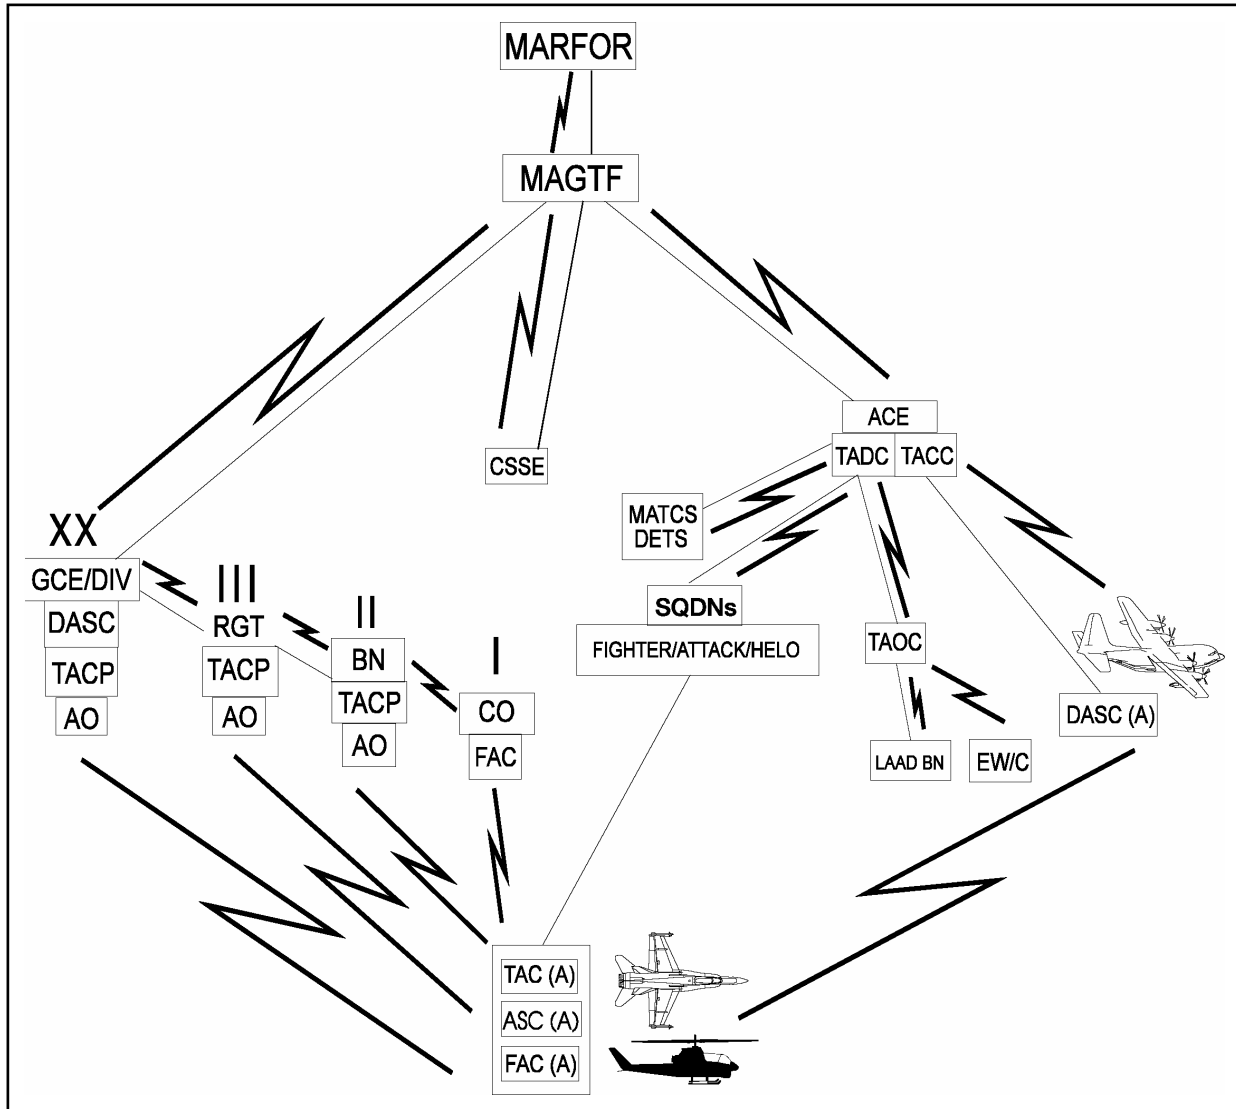 MARFOR
MAGTF
ACE
TADC TACC
CSSE
MATCS
DETS
XX
GCE/DIV
DASC
TACP
AO
III
RGT
TACP
AO
II
BN
TACP
AO
I
CO
FAC
SQDNs
FIGHTER/ATTACK/HELO
TAOC
LAAD BN
EW/C
DASC (A)
TAC (A)
ASC (A)
FAC (A)